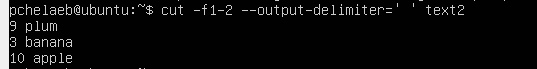 pchelaeb@ubuntu:~$ cut -f1-2 --output-delimiter=' ' text2
9 plum
3 banana
10 apple